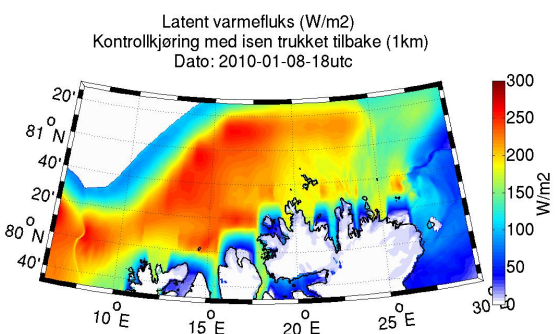 Latent varmefluks (W/m2)
Kontrollkjøring med isen trukket tilbake (1km)
Dato: 2010-01-08-18utc
20'
81°N
40'
20'
80°N
40'
10°E
15°E
20°E
25°E
30°E
300
250
200
150
100
50
0
W/m2